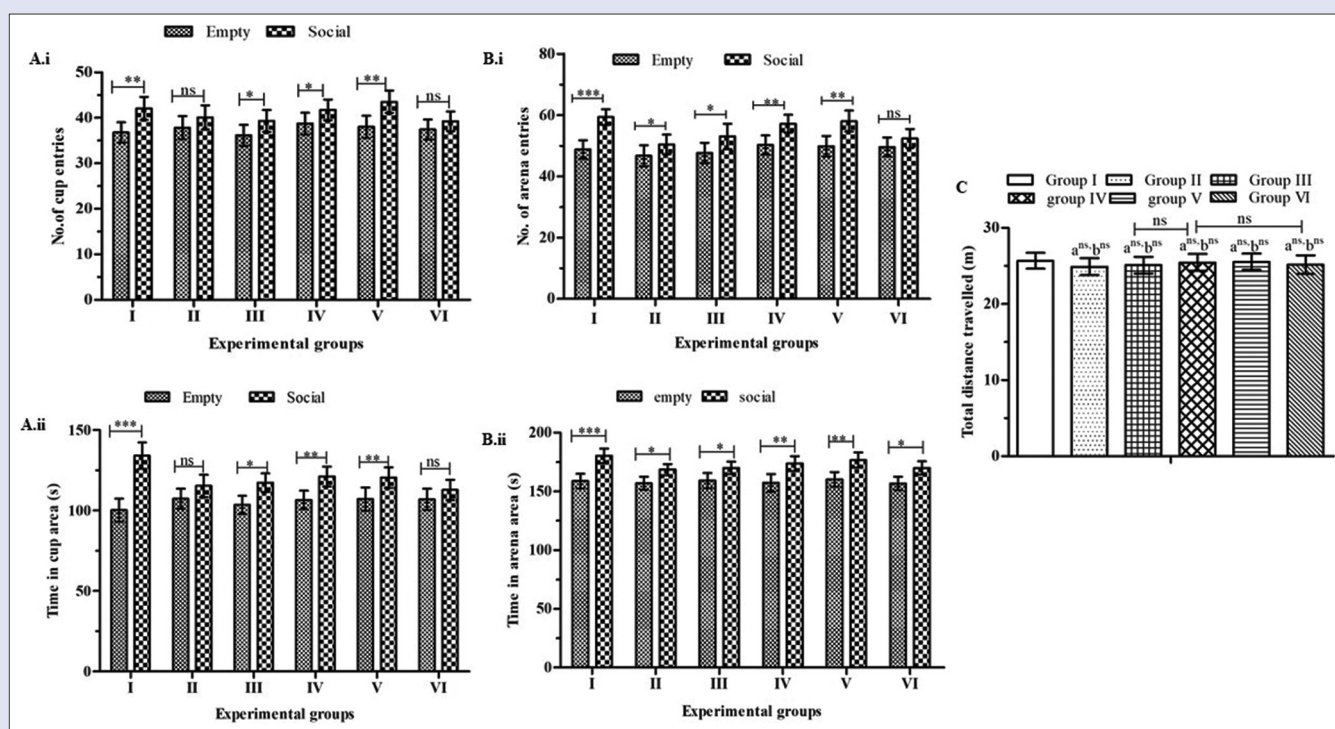 A.i
Empty Social
No.of cup entries
50
40
30
20
10
0
** ns * * ** ns
I II III IV V VI
Experimental groups
B.i
Empty Social
No. of arena entries
80
60
40
20
0
*** * * ** ** ns
I II III IV V VI
Experimental groups
A.ii
Empty Social
Time in cup area (s)
150
100
50
0
*** ns * ** ** ns
I II III IV V VI
Experimental groups
B.ii
empty social
Time in arena area (s)
200
150
100
50
0
*** * * ** ** *
I II III IV V VI
Experimental groups
C
Group I Group II Group III
group IV group V Group VI
Total distance travelled (m)
30
20
10
0
ns ns
a^ns,b^ns a^ns,b^ns a^ns,b^ns a^ns,b^ns a^ns,b^ns